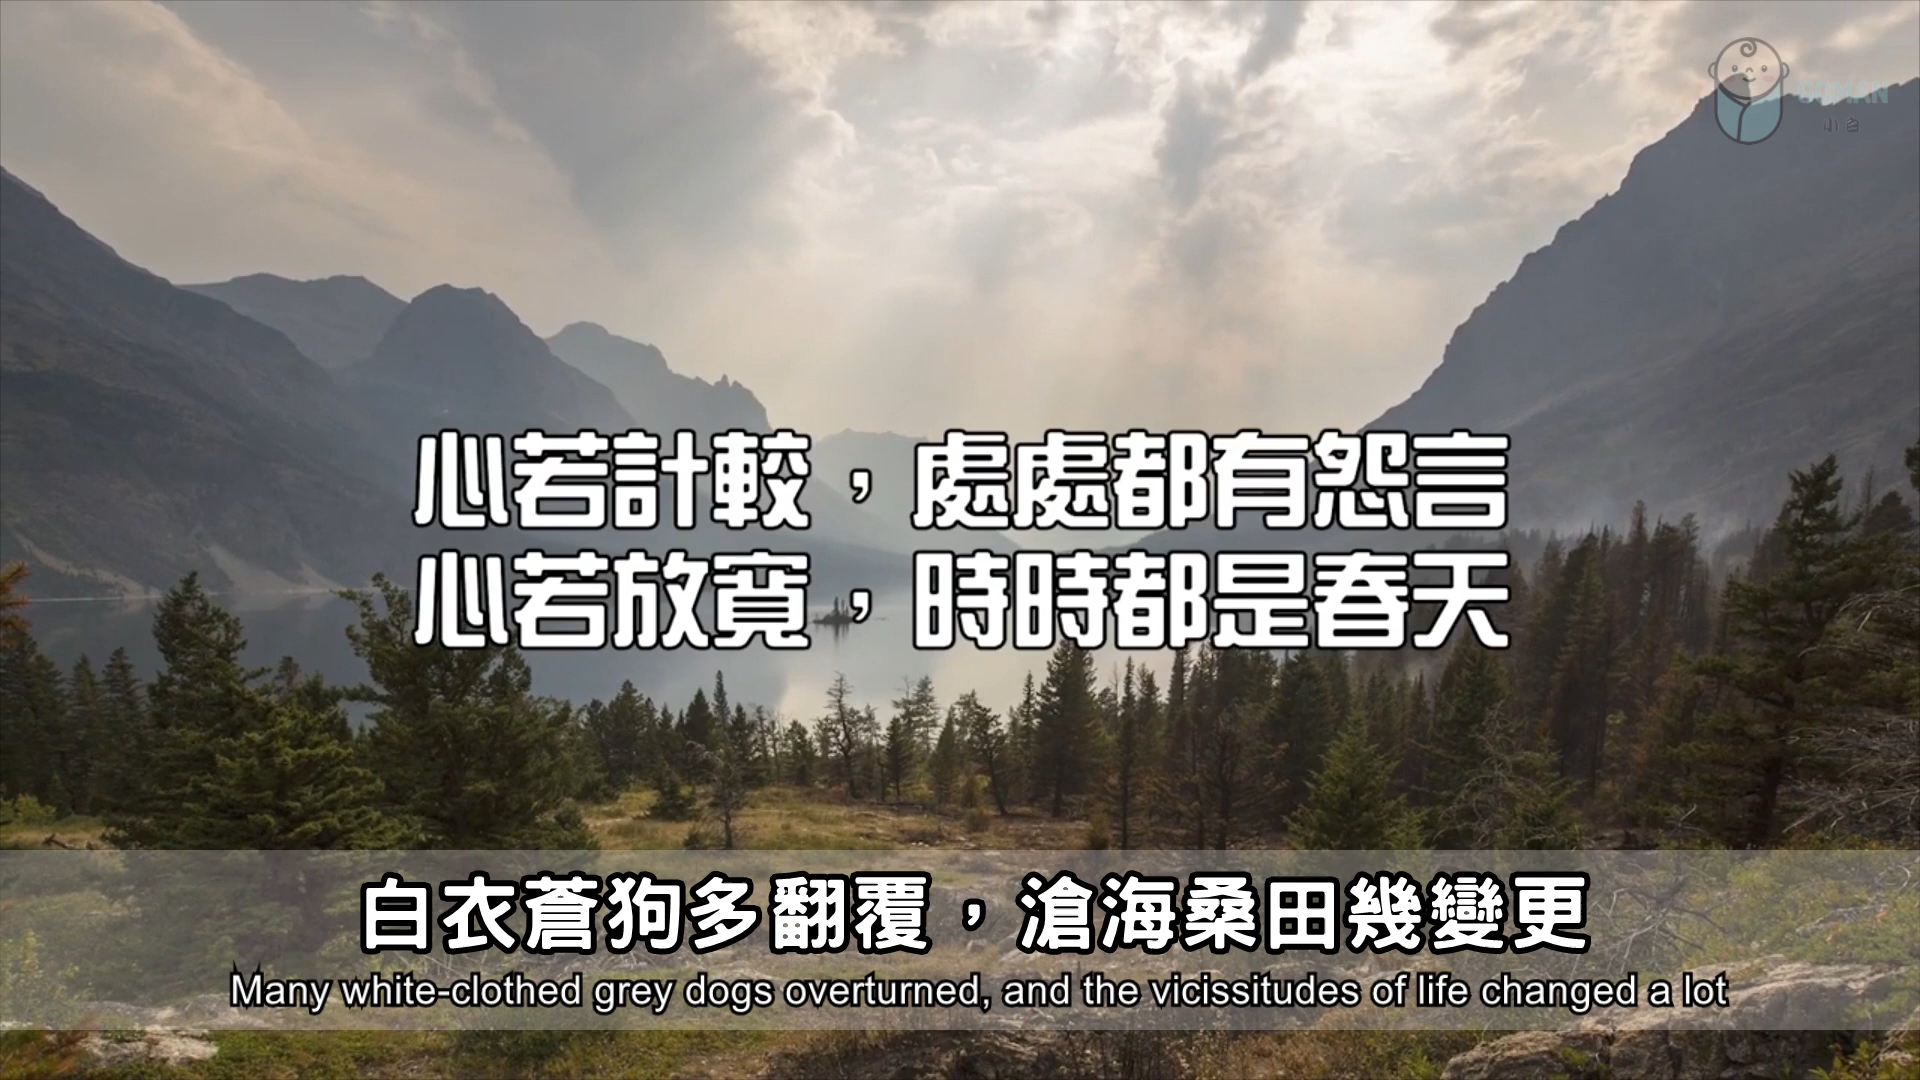 小白
心若計較，處處都有怨言
心若放寬，時時都是春天
白衣蒼狗多翻覆，滄海桑田幾變更
Many white-clothed grey dogs overturned, and the vicissitudes of life changed a lot